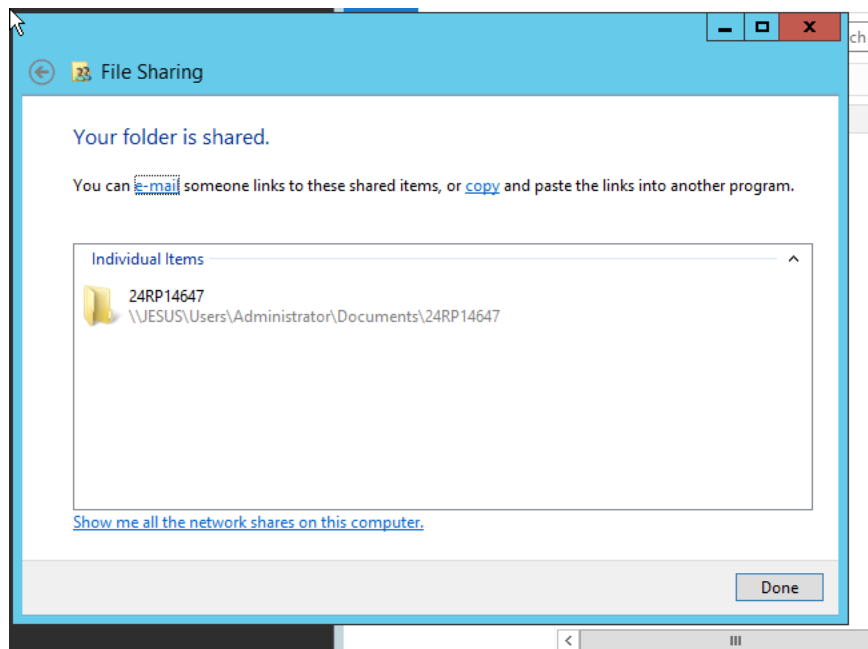 File Sharing
ch
Your folder is shared.
You can e-mail someone links to these shared items, or copy and paste the links into another program.
Individual Items
24RP14647
\\JESUS\Users\Administrator\Documents\24RP14647
Show me all the network shares on this computer.
Done